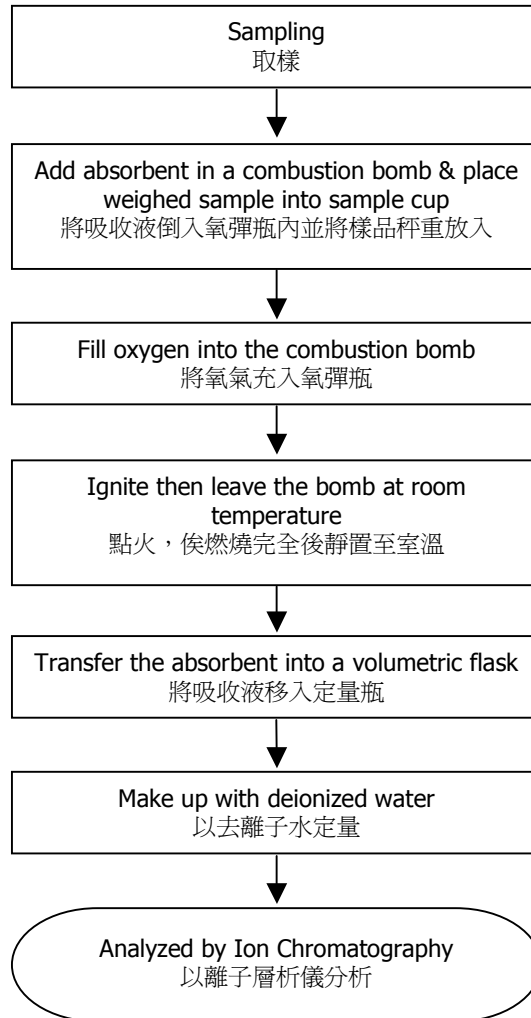 Sampling
取樣
Add absorbent in a combustion bomb & place
weighed sample into sample cup
將吸收液倒入氧彈瓶內並將樣品秤重放入
Fill oxygen into the combustion bomb
將氧氣充入氧彈瓶
Ignite then leave the bomb at room
temperature
點火，俟燃燒完全後靜置至室溫
Transfer the absorbent into a volumetric flask
將吸收液移入定量瓶
Make up with deionized water
以去離子水定量
Analyzed by Ion Chromatography
以離子層析儀分析